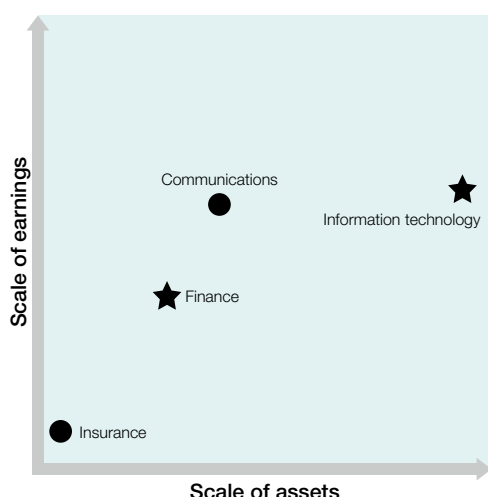 Communications
Information technology
Finance
Insurance
Scale of earnings
Scale of assets